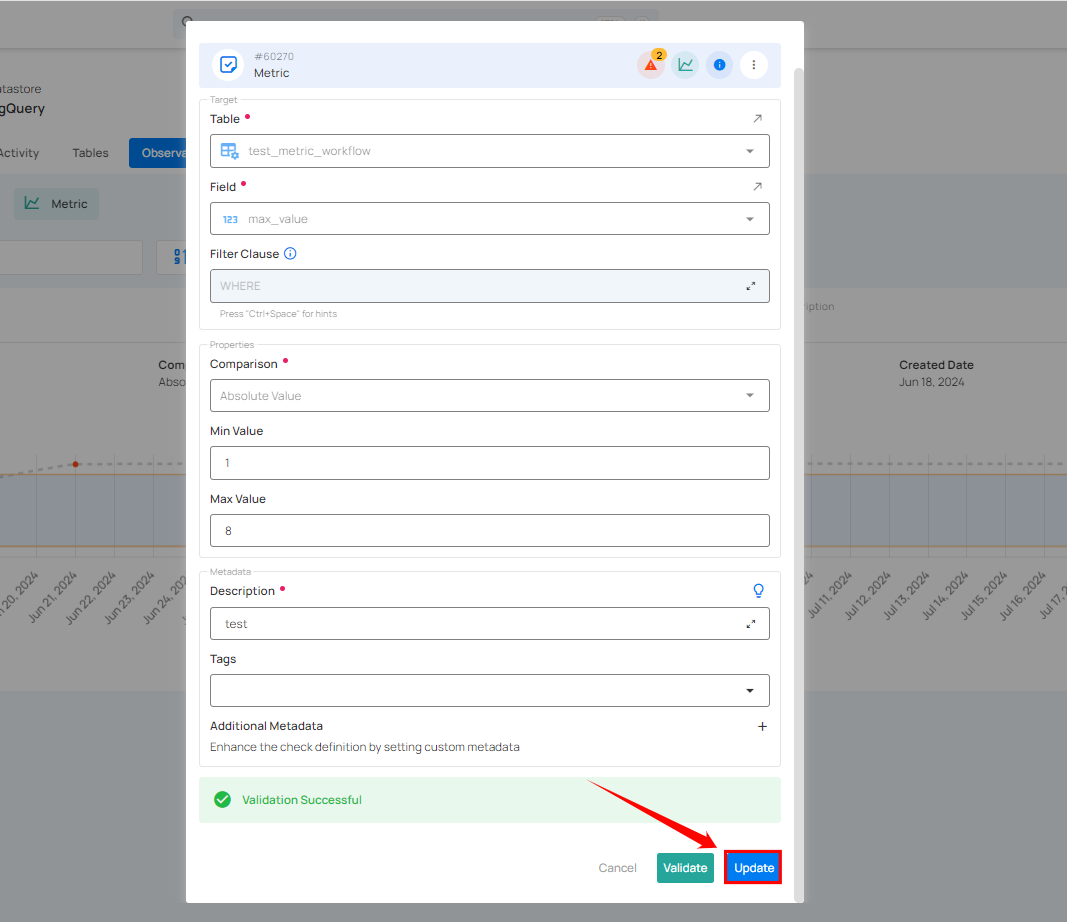 #60270
Metric
2
Target
Table
test_metric_workflow
Field
123 max_value
Filter Clause
WHERE
Press "Ctrl+Space" for hints
Properties
Comparison
Absolute Value
Min Value
1
Max Value
8
Metadata
Description
test
Tags
Additional Metadata
Enhance the check definition by setting custom metadata
Validation Successful
Cancel
Validate
Update
atastore
gQuery
Activity
Tables
Observa
Metric
Com
Abso
iption
Created Date
Jun 18, 2024
n 20, 2024
Jun 21, 2024
Jun 22, 2024
Jun 23, 2024
Jun 24, 202
Jul 11, 2024
Jul 12, 2024
Jul 13, 2024
Jul 14, 2024
Jul 15, 2024
Jul 16, 2024
Jul 17, 2